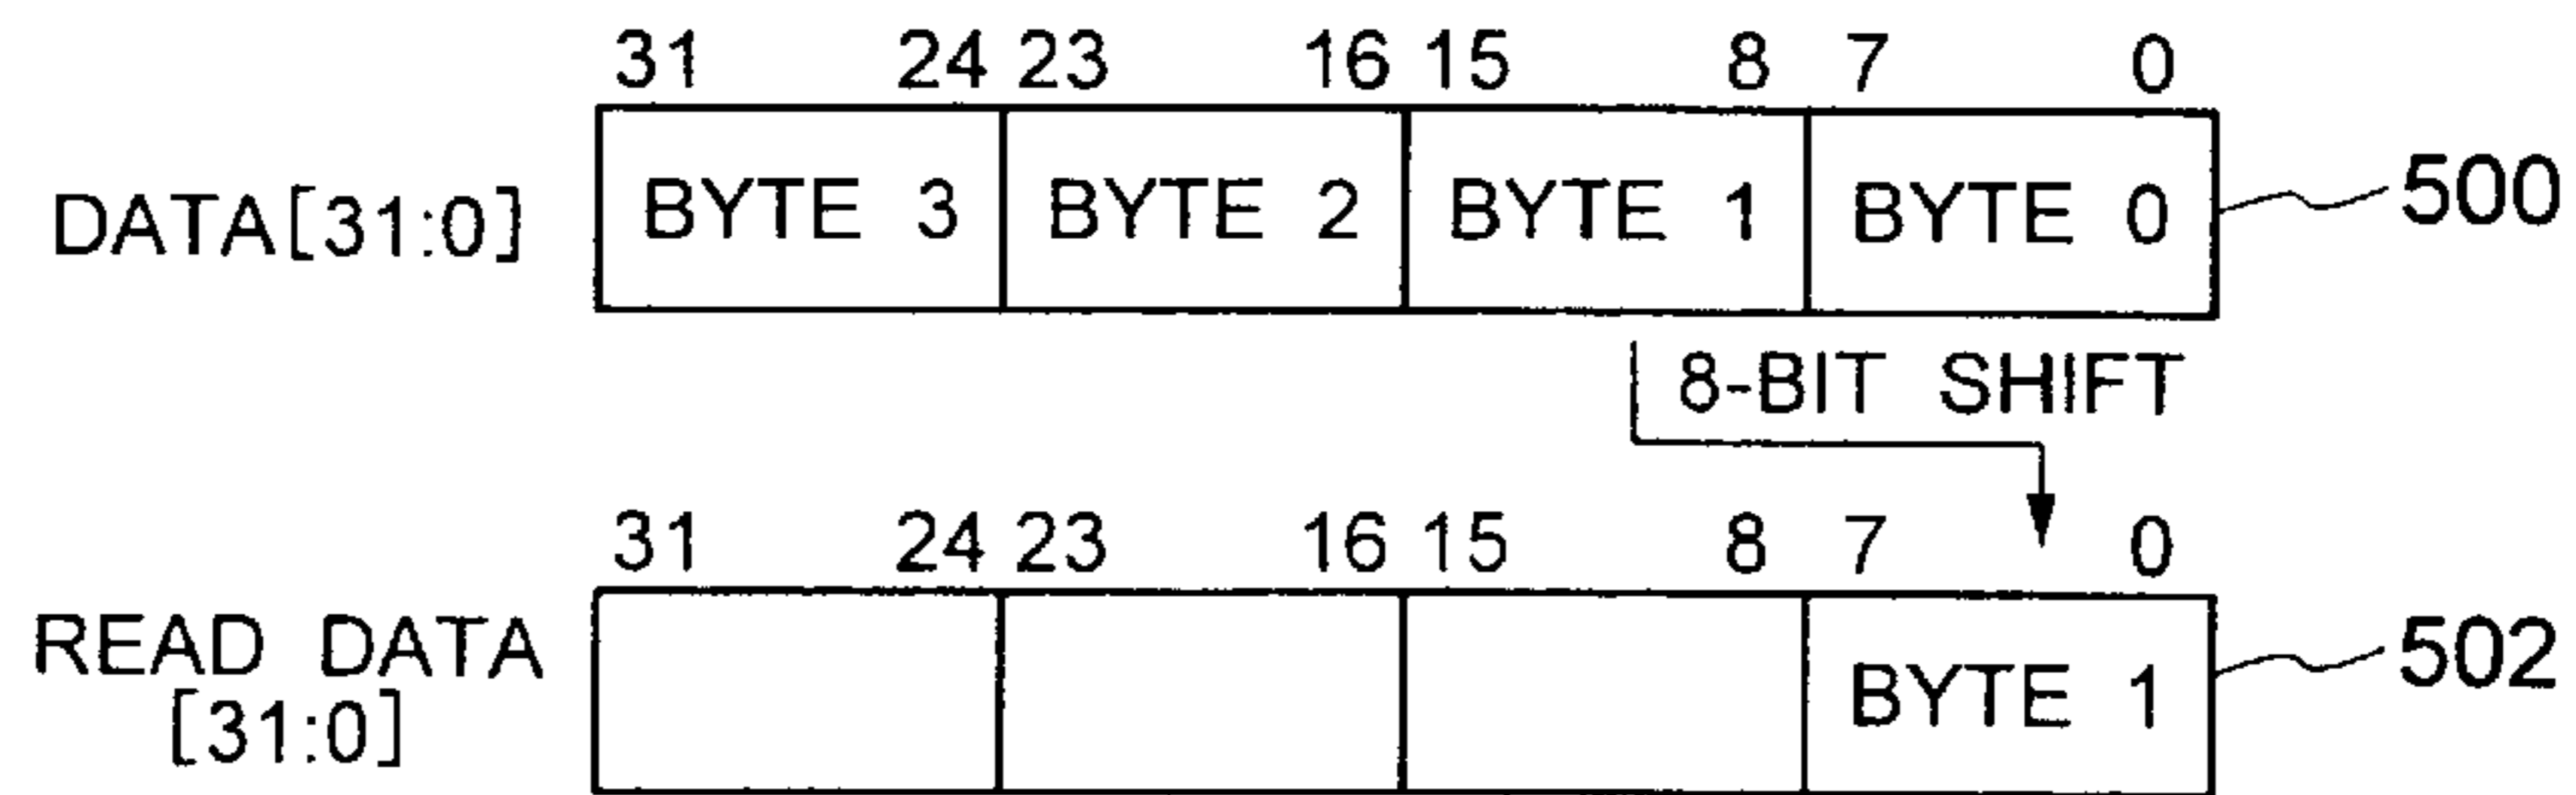 31 24 23 16 15 8 7 0
DATA[31:0] BYTE 3 BYTE 2 BYTE 1 BYTE 0 500
8-BIT SHIFT
31 24 23 16 15 8 7 0
READ DATA
[31:0]
BYTE 1 502